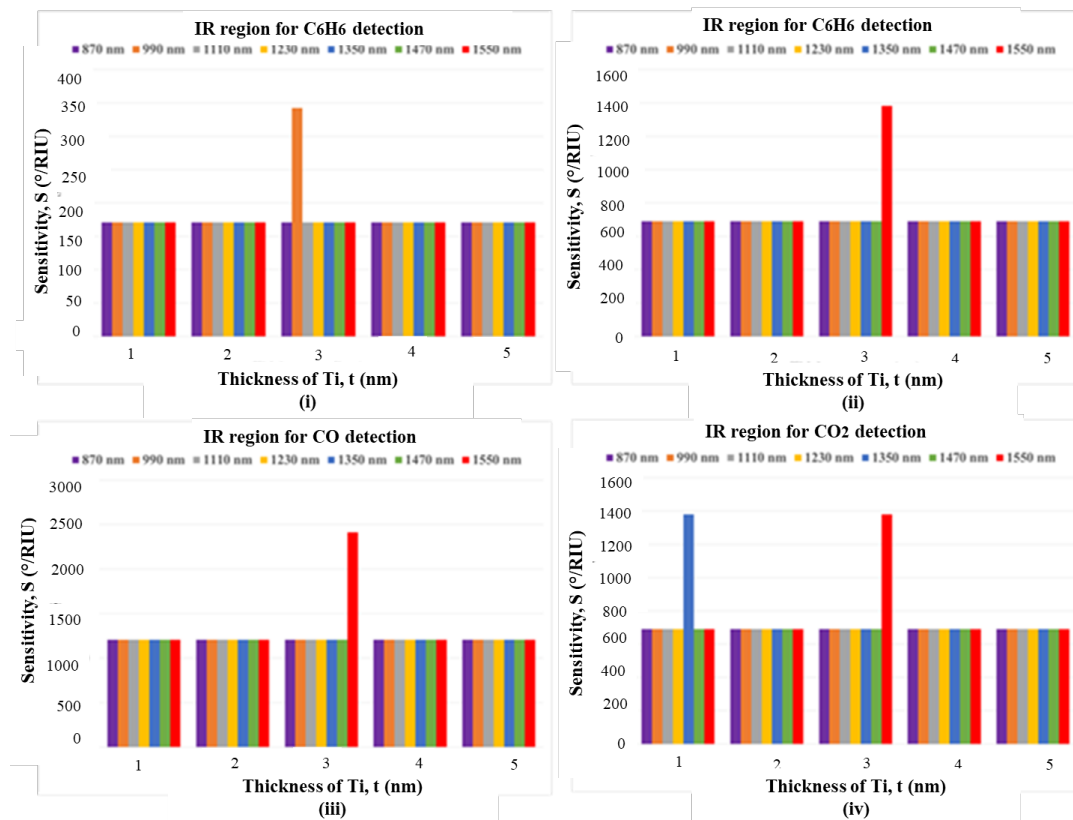 IR region for C6H6 detection
870 nm 990 nm 1110 nm 1230 nm 1350 nm 1470 nm 1550 nm
Sensitivity, S (°/RIU)
400
350
300
250
200
150
100
50
0
1 2 3 4 5
Thickness of Ti, t (nm)
(i)
IR region for C6H6 detection
870 nm 990 nm 1110 nm 1230 nm 1350 nm 1470 nm 1550 nm
Sensitivity, S (°/RIU)
1600
1400
1200
1000
800
600
400
200
0
1 2 3 4 5
Thickness of Ti, t (nm)
(ii)
IR region for CO detection
870 nm 990 nm 1110 nm 1230 nm 1350 nm 1470 nm 1550 nm
Sensitivity, S (°/RIU)
3000
2500
2000
1500
1000
500
0
1 2 3 4 5
Thickness of Ti, t (nm)
(iii)
IR region for CO2 detection
870 nm 990 nm 1110 nm 1230 nm 1350 nm 1470 nm 1550 nm
Sensitivity, S (°/RIU)
1600
1400
1200
1000
800
600
400
200
0
1 2 3 4 5
Thickness of Ti, t (nm)
(iv)